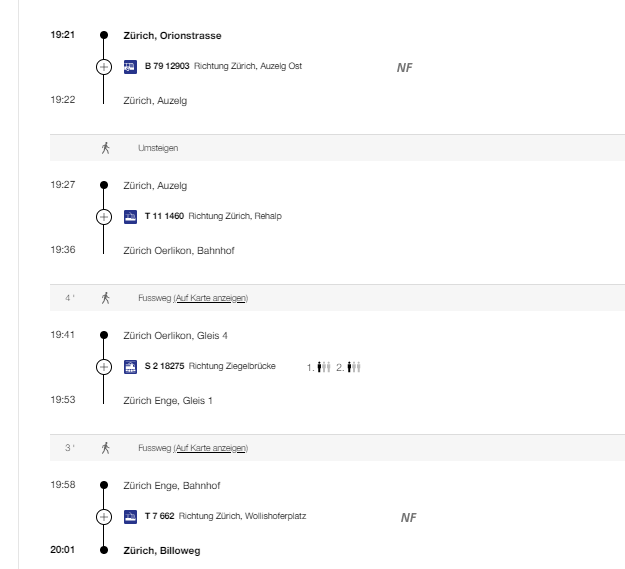 19:21 Zürich, Orionstrasse
B 79 12903 Richtung Zürich, Auzelg Ost NF
19:22 Zürich, Auzelg
Umsteigen
19:27 Zürich, Auzelg
T 11 1460 Richtung Zürich, Rehalp
19:36 Zürich Oerlikon, Bahnhof
4 ' Fussweg (Auf Karte anzeigen)
19:41 Zürich Oerlikon, Gleis 4
S 2 18275 Richtung Ziegelbrücke 1. 2.
19:53 Zürich Enge, Gleis 1
3 ' Fussweg (Auf Karte anzeigen)
19:58 Zürich Enge, Bahnhof
T 7 662 Richtung Zürich, Wollishoferplatz NF
20:01 Zürich, Billoweg